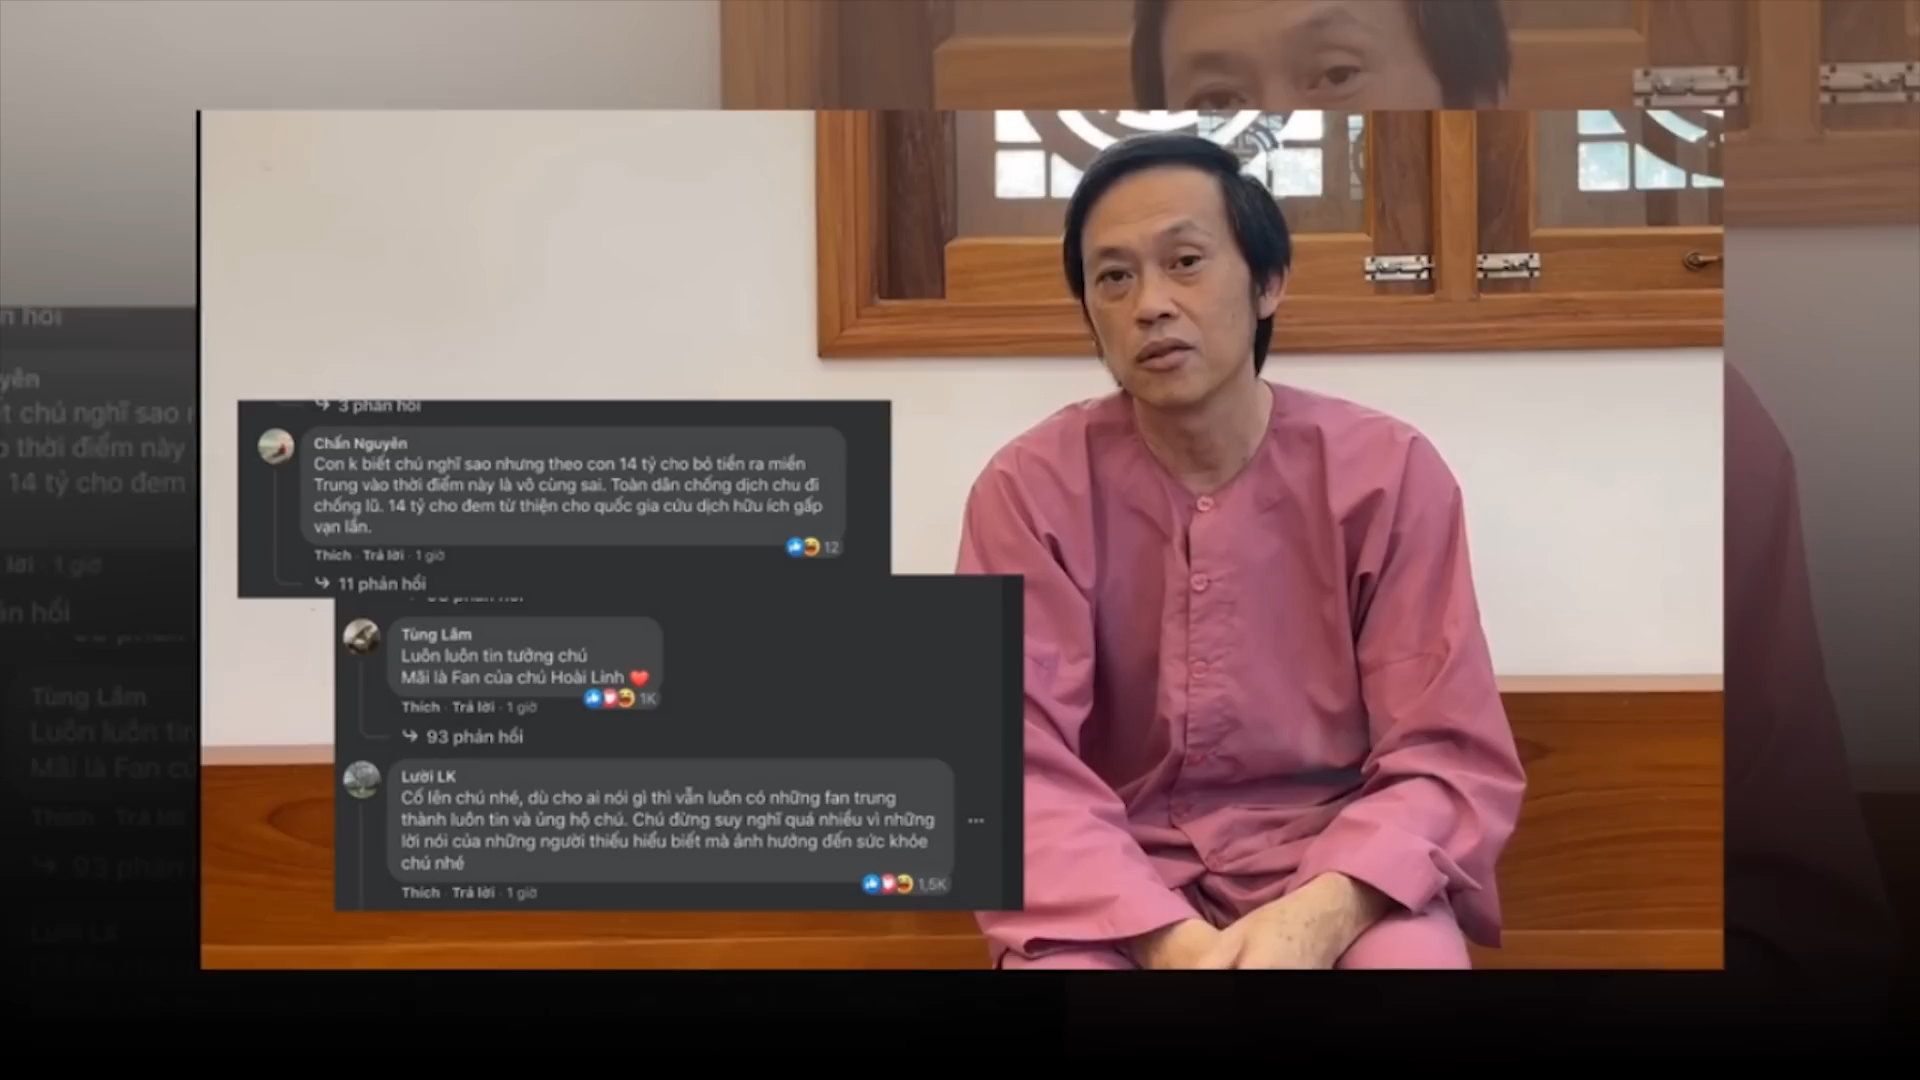 3 phản hồi
Chấn Nguyên
Con k biết chú nghĩ sao nhưng theo con 14 tỷ cho bỏ tiền ra miền
Trung vào thời điểm này là vô cùng sai. Toàn dân chống dịch chu đi
chống lũ. 14 tỷ cho đem từ thiện cho quốc gia cứu dịch hữu ích gấp
vạn lần.
Thích · Trả lời · 1 giờ
12
11 phản hồi
Tùng Lâm
Luôn luôn tin tưởng chú
Mãi là Fan của chú Hoài Linh ❤️
Thích · Trả lời · 1 giờ
1K
93 phản hồi
Lười LK
Cố lên chú nhé, dù cho ai nói gì thì vẫn luôn có những fan trung
thành luôn tin và ủng hộ chú. Chú đừng suy nghĩ quá nhiều vì những
lời nói của những người thiếu hiểu biết mà ảnh hưởng đến sức khỏe
chú nhé
Thích · Trả lời · 1 giờ
1,5K